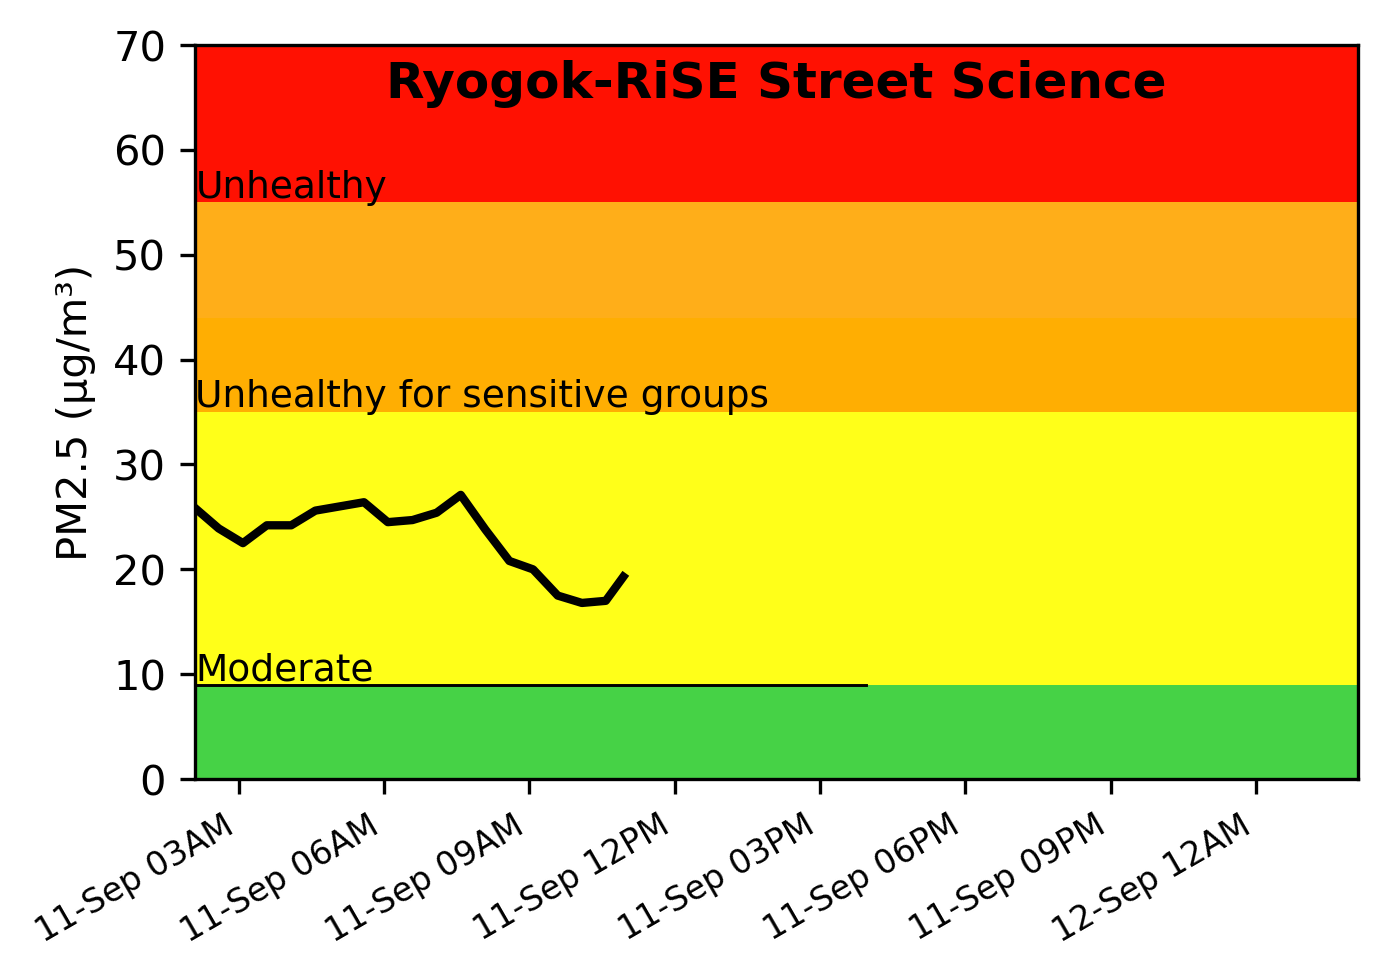 Ryogok-RiSE Street Science
70
60
Unhealthy
50
40
Unhealthy for sensitive groups
30
20
Moderate
10
0
PM2.5 (μg/m³)
11-Sep 03AM
11-Sep 06AM
11-Sep 09AM
11-Sep 12PM
11-Sep 03PM
11-Sep 06PM
11-Sep 09PM
12-Sep 12AM